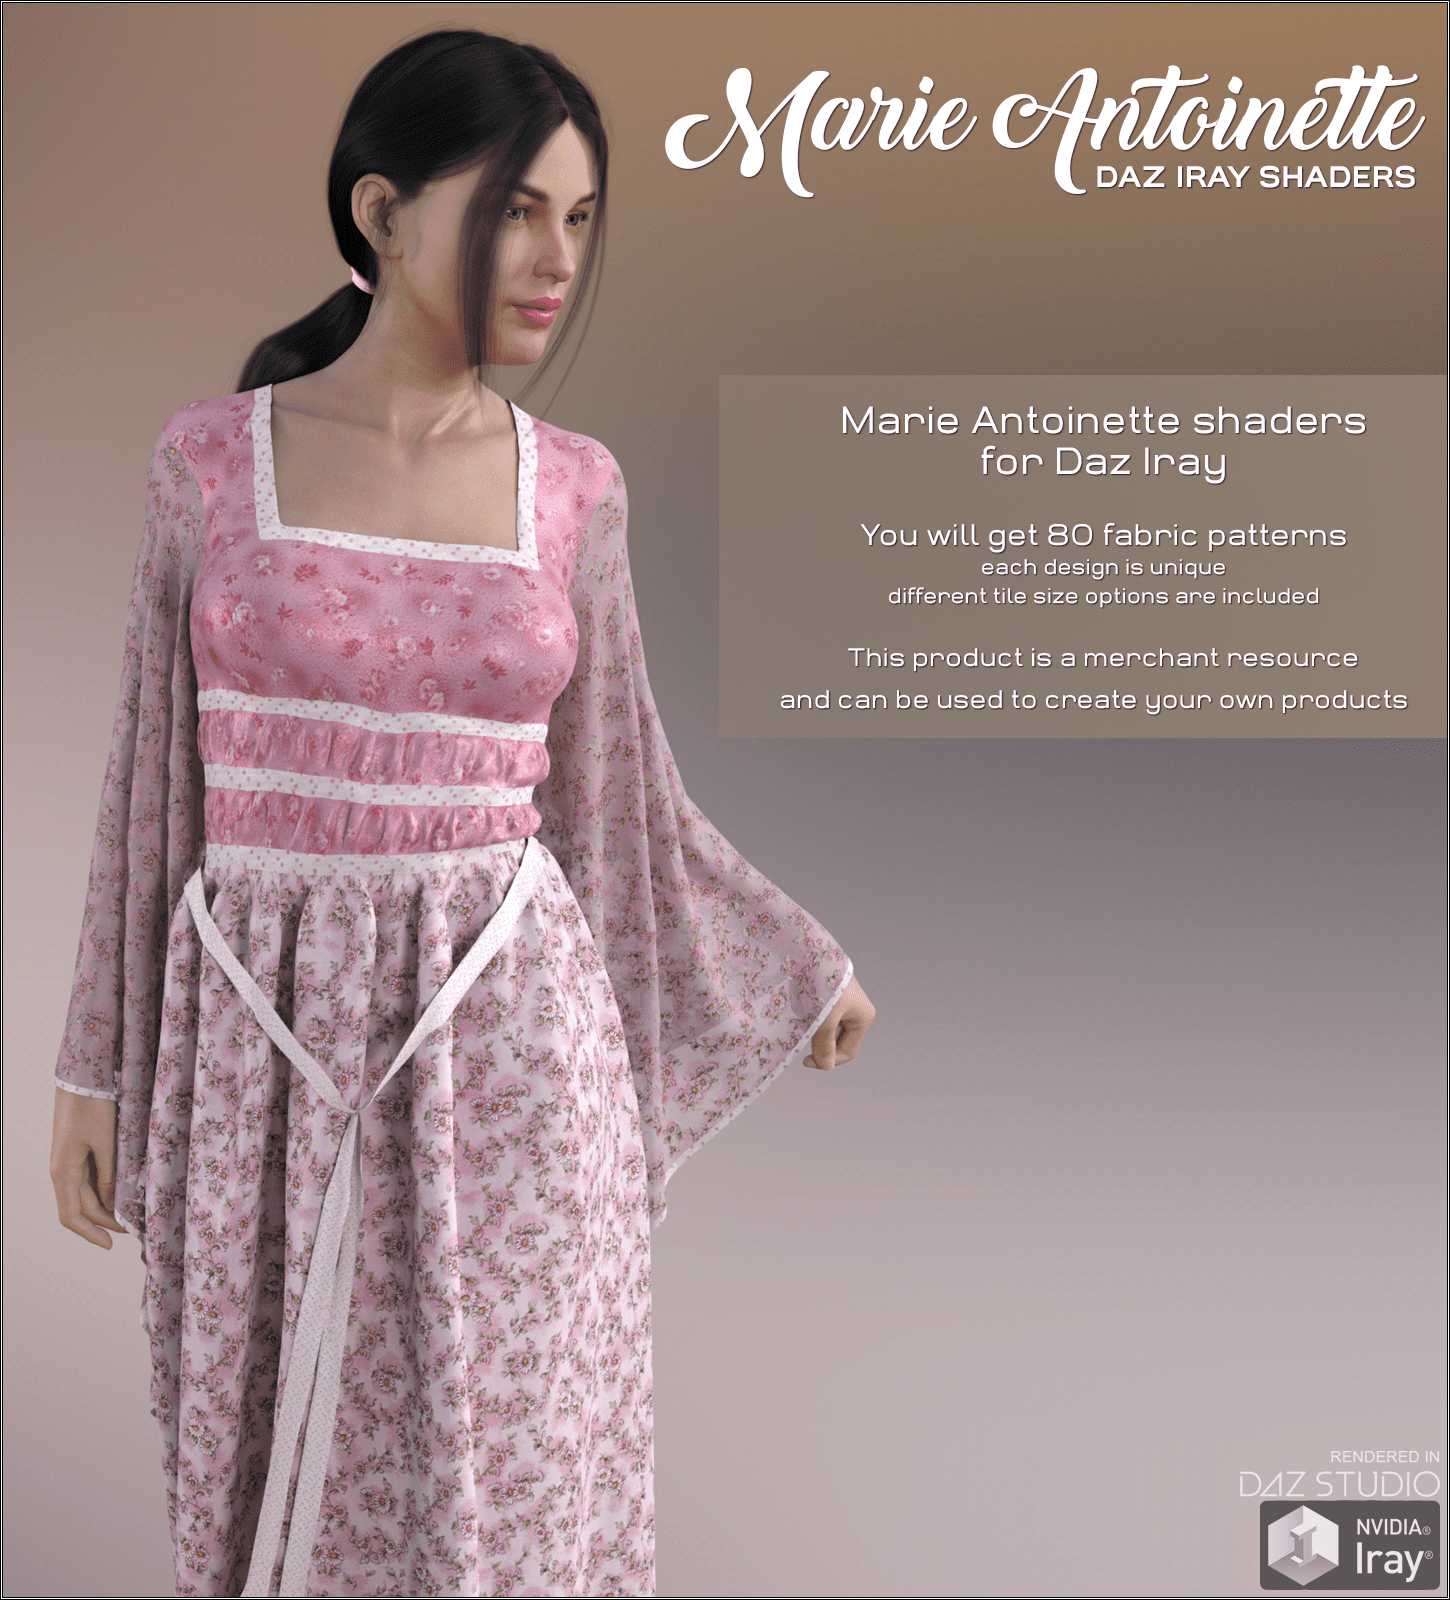 Marie Antoinette
DAZ IRAY SHADERS
Marie Antoinette shaders
for Daz Iray
You will get 80 fabric patterns
each design is unique
different tile size options are included
This product is a merchant resource
and can be used to create your own products
RENDERED IN
DAZ STUDIO
NVIDIA®
Iray®